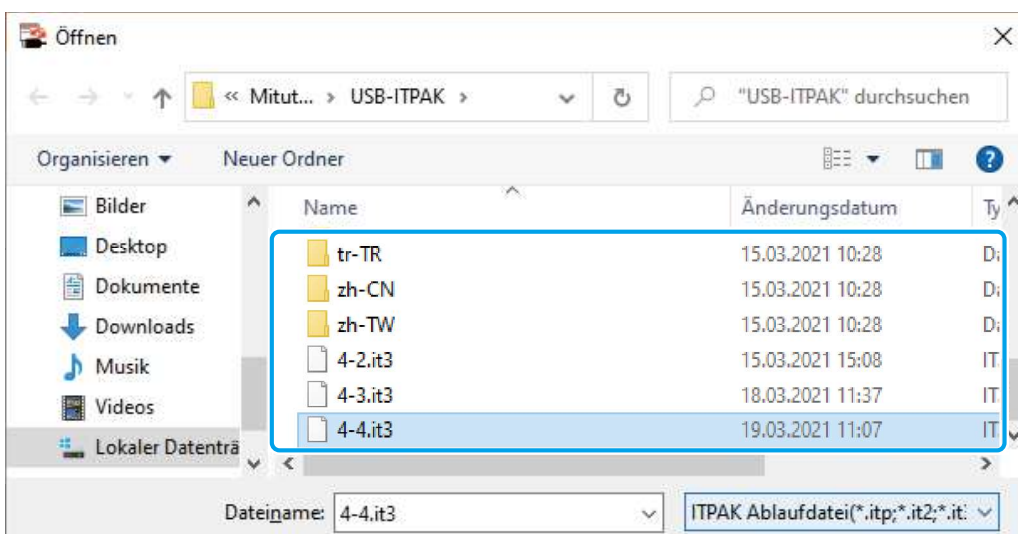 Öffnen
« Mitut... › USB-ITPAK ›
"USB-ITPAK" durchsuchen
Organisieren
Neuer Ordner
Bilder
Desktop
Dokumente
Downloads
Musik
Videos
Lokaler Datenträ
Name Änderungsdatum Ty
tr-TR 15.03.2021 10:28
zh-CN 15.03.2021 10:28
zh-TW 15.03.2021 10:28
4-2.it3 15.03.2021 15:08 IT
4-3.it3 18.03.2021 11:37 IT
4-4.it3 19.03.2021 11:07 IT
Dateiname: 4-4.it3
ITPAK Ablaufdatei(*.itp;*.it2;*.it